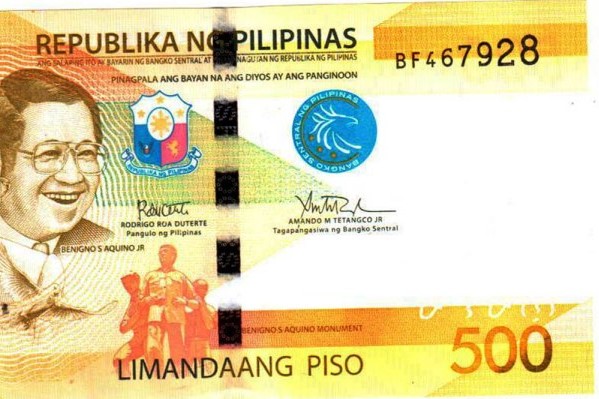 REPUBLIKA NG PILIPINAS
BF467928
ANG SALAPING ITO AY BAYARIN NG BANGKO SENTRAL AT
NG REPUBLIKA NG PILIPINAS
PINAGPALA ANG BAYAN NA ANG DIYOS AY ANG PANGINOON
REPUBLIKA NG PILIPINAS
BANGKO SENTRAL NG PILIPINAS
RODRIGO ROA DUTERTE
Pangulo ng Pilipinas
AMANDO M TETANGCO JR
Tagapangasiwa ng Bangko Sentral
BENIGNO S AQUINO JR
BENIGNO S AQUINO MONUMENT
LIMANDAANG PISO
500